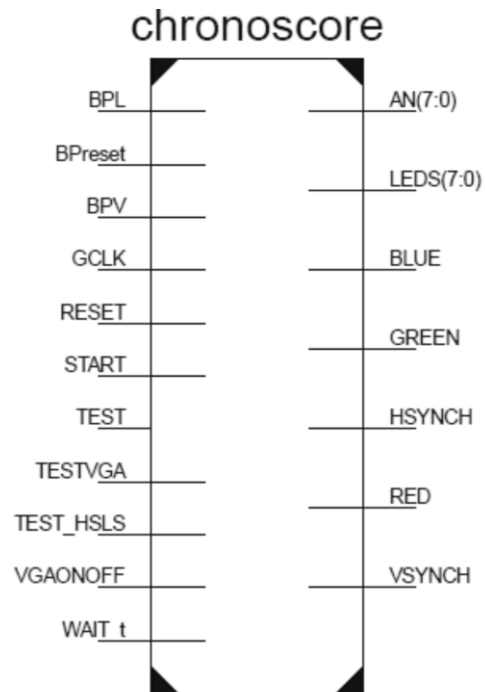 chronoscore
BPL
BPreset
BPV
GCLK
RESET
START
TEST
TESTVGA
TEST_HSLS
VGAONOFF
WAIT_t
AN(7:0)
LEDS(7:0)
BLUE
GREEN
HSYNCH
RED
VSYNCH